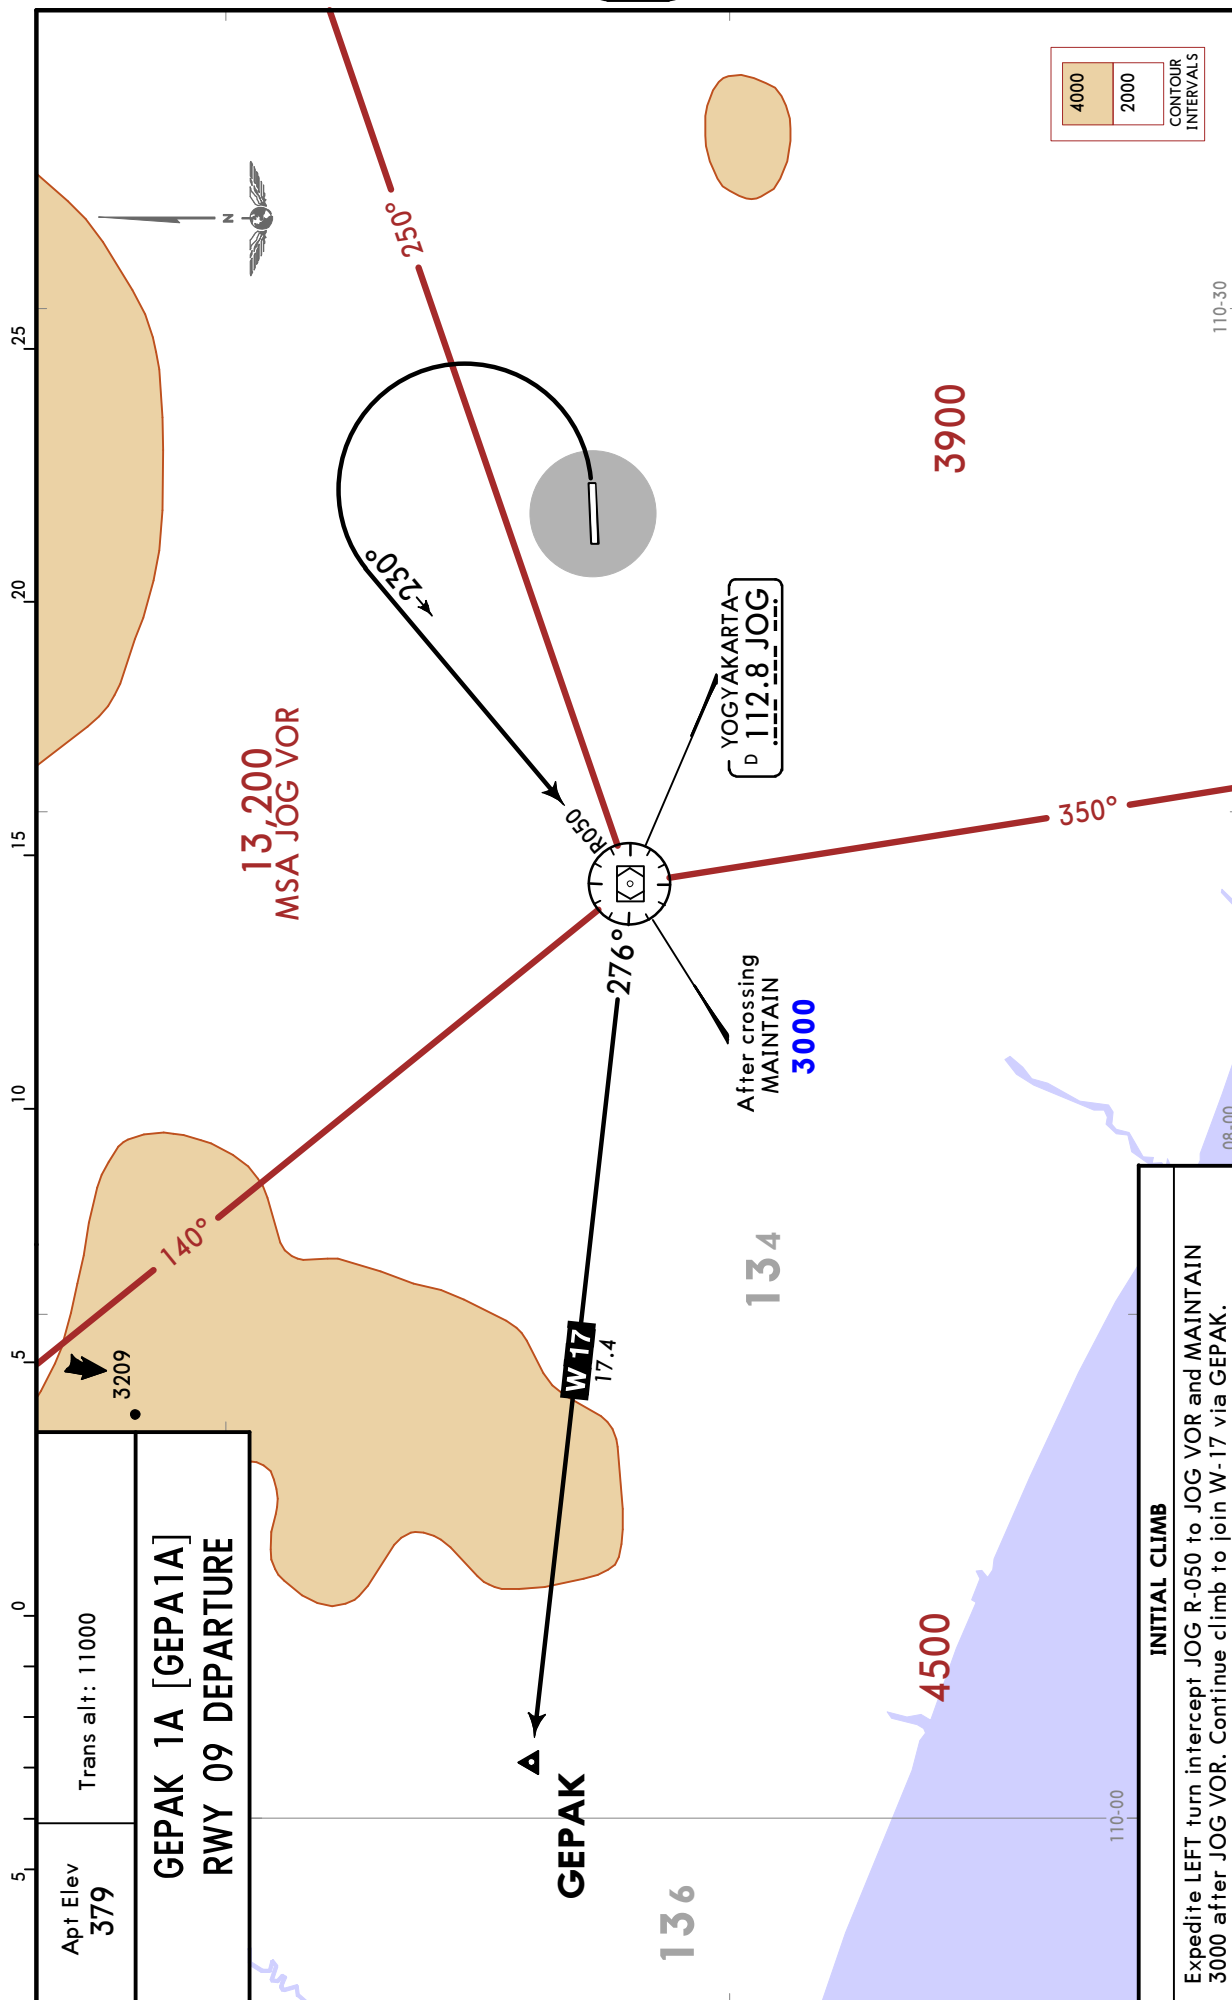 Apt Elev
379
Trans alt: 11000
GEPAK 1A [GEPA1A]
RWY 09 DEPARTURE
5
0
5
10
15
20
25
3209
140°
13,200
MSA JOG VOR
250°
N
230°
R050
276°
W 17
17.4
GEPAK
YOGYAKARTA
D 112.8 JOG
After crossing
MAINTAIN
3000
350°
3900
4500
134
136
110-00
110-30
08-00
4000
2000
CONTOUR
INTERVALS
INITIAL CLIMB
Expedite LEFT turn intercept JOG R-050 to JOG VOR and MAINTAIN
3000 after JOG VOR. Continue climb to join W-17 via GEPAK.